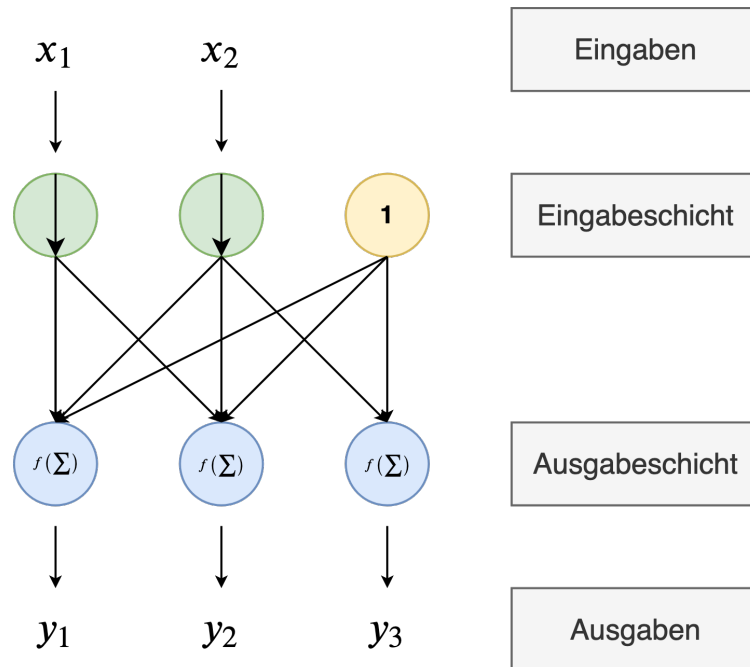 x₁ x₂ Eingaben
1 Eingabeschicht
f(∑) f(∑) f(∑) Ausgabeschicht
y₁ y₂ y₃ Ausgaben